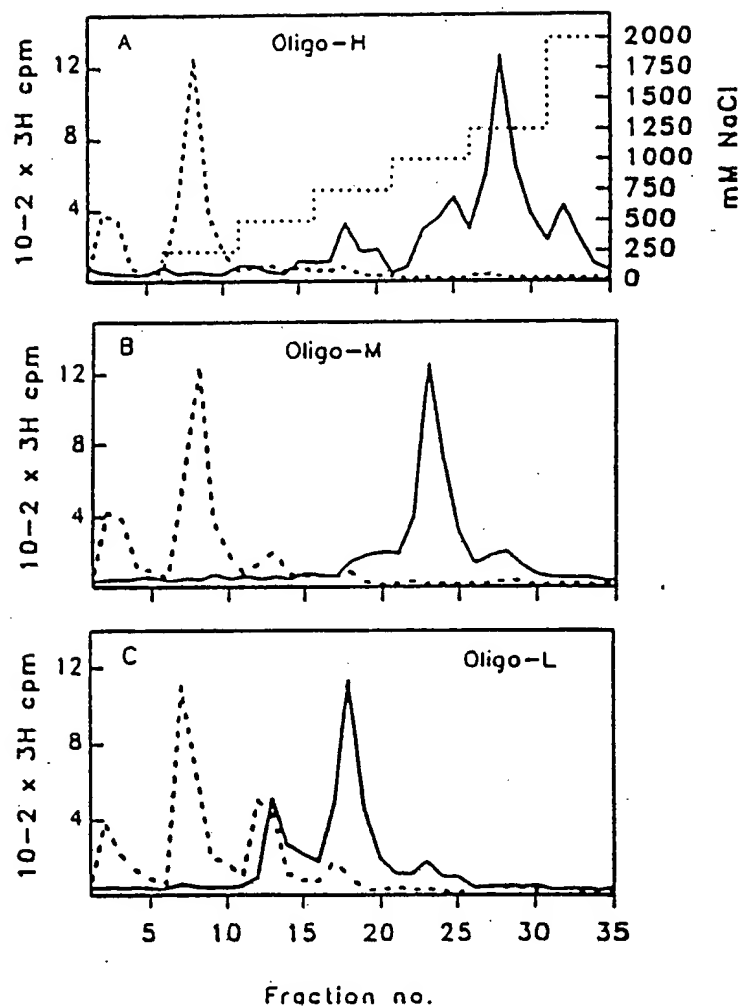 A
Oligo-H
10-2 x 3H cpm
12
8
4
2000
1750
1500
1250
1000
750
500
250
0
mM NaCl
B
Oligo-M
10-2 x 3H cpm
12
8
4
C
Oligo-L
10-2 x 3H cpm
12
8
4
5 10 15 20 25 30 35
Fraction no.